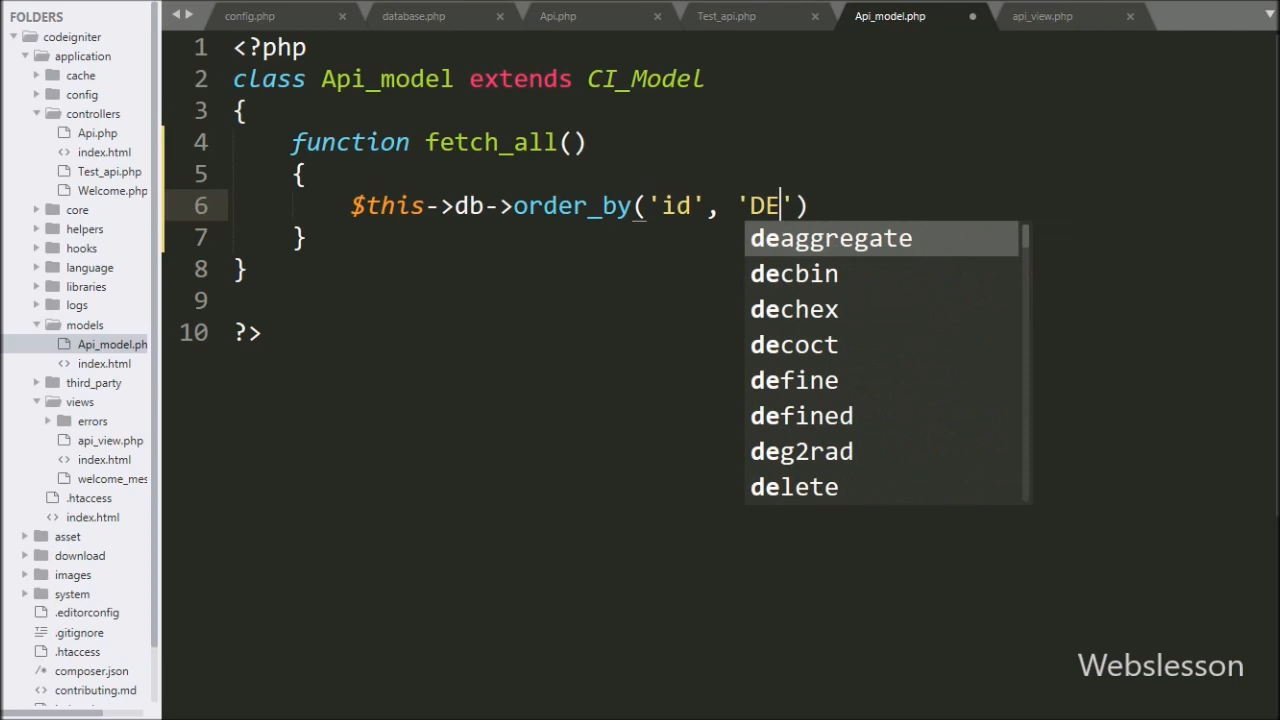 FOLDERS
codeigniter
application
cache
config
controllers
Api.php
index.html
Test_api.php
Welcome.php
core
helpers
hooks
language
libraries
logs
models
Api_model.ph
index.html
third_party
views
errors
api_view.php
index.html
welcome_mes
.htaccess
index.html
asset
download
images
system
.editorconfig
.gitignore
.htaccess
composer.json
contributing.md
config.php
database.php
Api.php
Test_api.php
Api_model.php
api_view.php
1 <?php
2 class Api_model extends CI_Model
3 {
4 function fetch_all()
5 {
6 $this->db->order_by('id', 'DE')
7 }
8 }
9
10 ?>
deaggregate
decbin
dechex
decoct
define
defined
deg2rad
delete
Webslesson